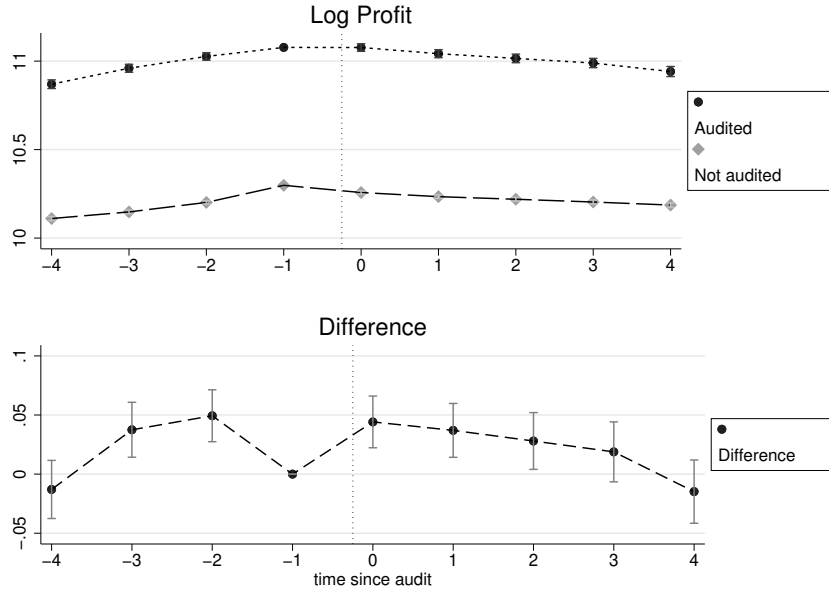 Log Profit
11
10.5
10
−4 −3 −2 −1 0 1 2 3 4
Audited
Not audited
Difference
.1
.05
0
−.05
−4 −3 −2 −1 0 1 2 3 4
time since audit
Difference